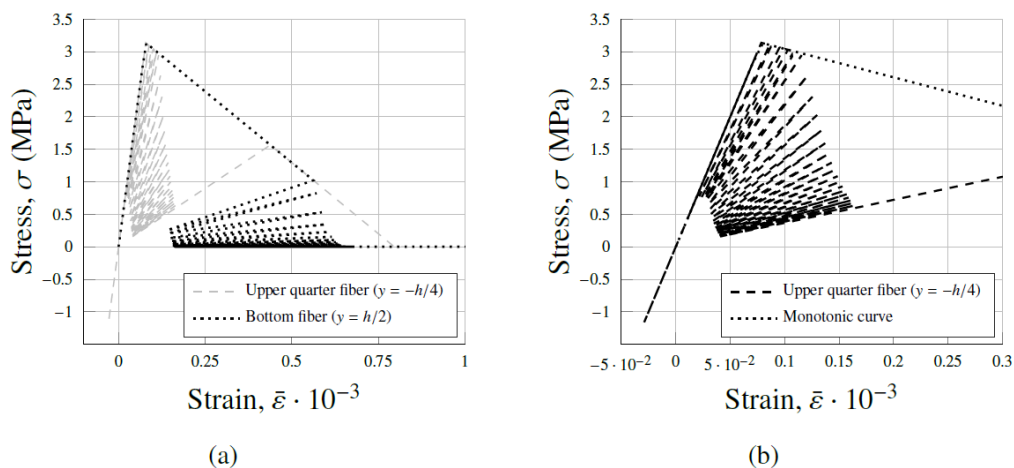 3.5
3
2.5
2
1.5
1
0.5
0
−0.5
−1
Stress, σ (MPa)
Upper quarter fiber (y = −h/4)
Bottom fiber (y = h/2)
0
0.25
0.5
0.75
1
Strain, ε̄ · 10⁻³
(a)
3.5
3
2.5
2
1.5
1
0.5
0
−0.5
−1
Stress, σ (MPa)
Upper quarter fiber (y = −h/4)
Monotonic curve
−5 · 10⁻²
0
5 · 10⁻²
0.1
0.15
0.2
0.25
0.3
Strain, ε̄ · 10⁻³
(b)